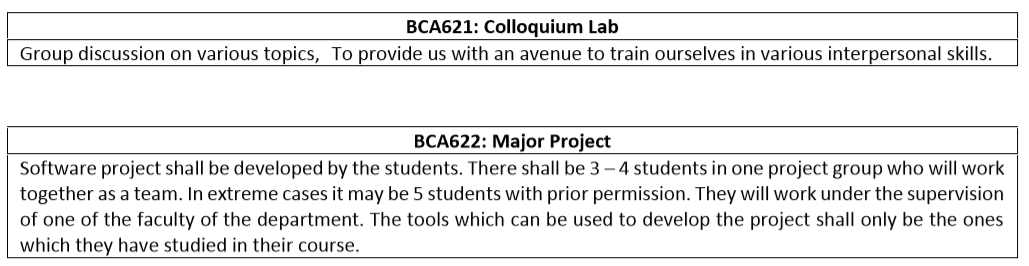 BCA621: Colloquium Lab
Group discussion on various topics,  To provide us with an avenue to train ourselves in various interpersonal skills.
BCA622: Major Project
Software project shall be developed by the students. There shall be 3 – 4 students in one project group who will work
together as a team. In extreme cases it may be 5 students with prior permission. They will work under the supervision
of one of the faculty of the department. The tools which can be used to develop the project shall only be the ones
which they have studied in their course.